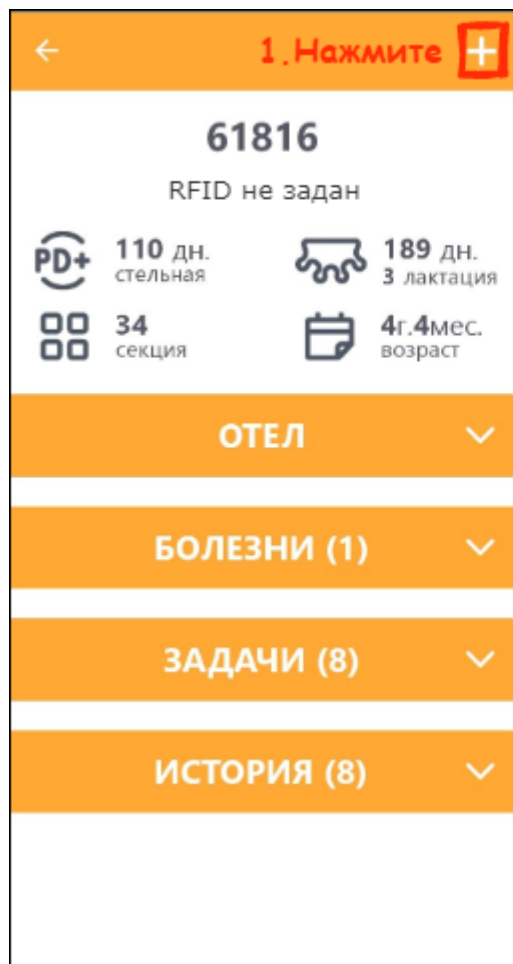 1.Нажмите
61816
RFID не задан
PD+ 110 дн. 189 дн.
стельная 3 лактация
34 4г.4мес.
секция возраст
ОТЕЛ
БОЛЕЗНИ (1)
ЗАДАЧИ (8)
ИСТОРИЯ (8)